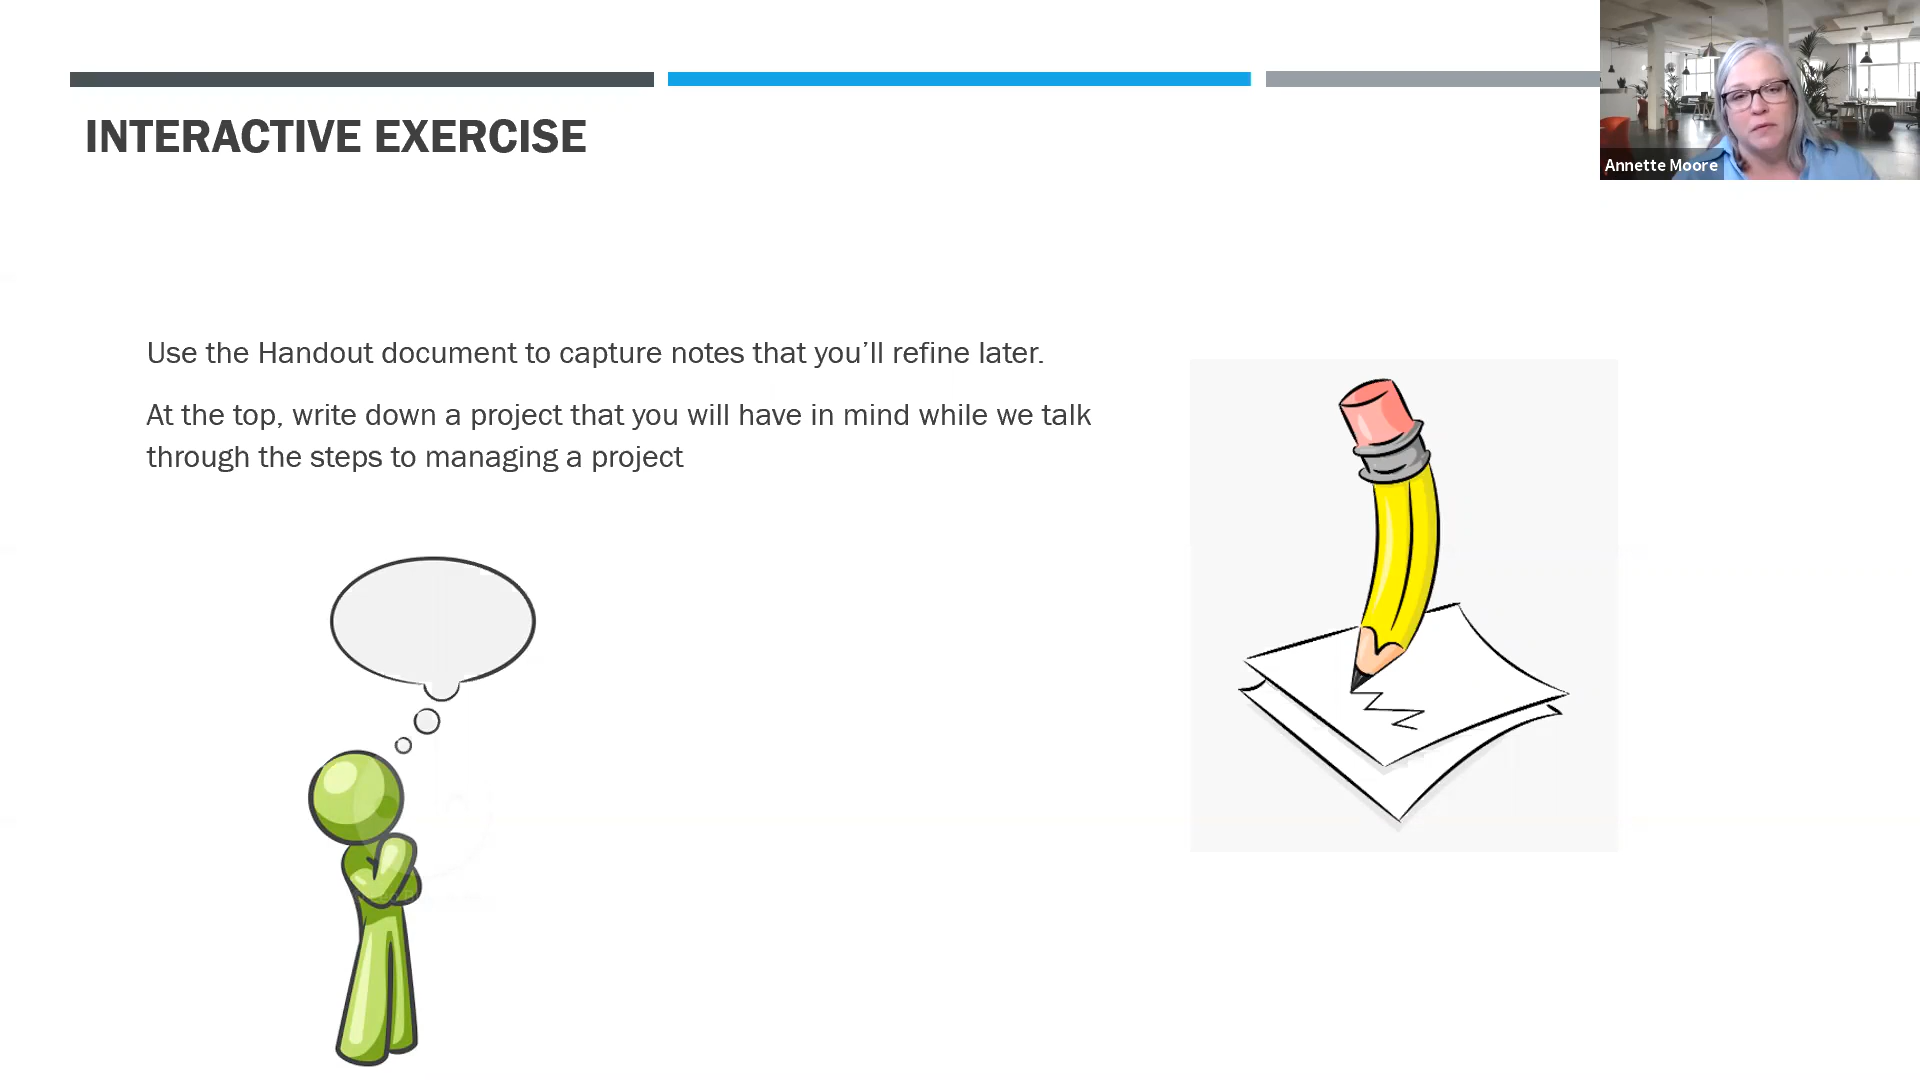 INTERACTIVE EXERCISE
Annette Moore
Use the Handout document to capture notes that you’ll refine later.
At the top, write down a project that you will have in mind while we talk
through the steps to managing a project